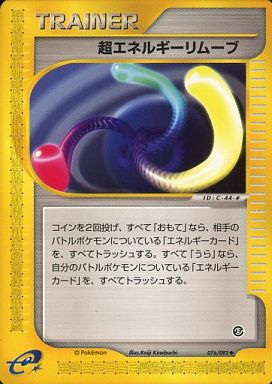 TRAINER
超エネルギーリムーブ
ID:C-44-#
コインを2回投げ、すべて「おもて」なら、相手の
バトルポケモンについている「エネルギーカード」
を、すべてトラッシュする。すべて「うら」なら、
自分のバトルポケモンについている「エネルギーカ
ード」を、すべてトラッシュする。
e
©Pokémon
Illus.Keiji Kinebuchi
076/092